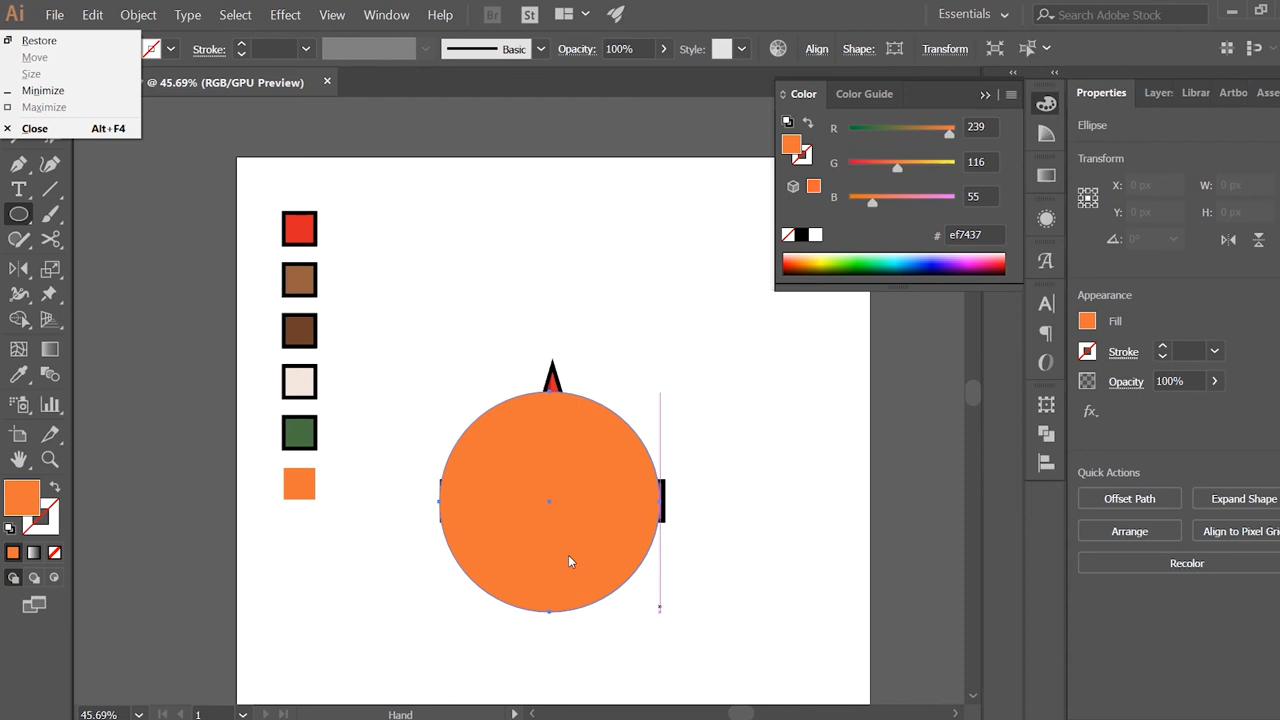 Ai File Edit Object Type Select Effect View Window Help Br St Essentials Search Adobe Stock
Restore
Move
Size
Minimize
Maximize
Close Alt+F4
Stroke: Basic Opacity: 100% Style: Align Shape: Transform
@ 45.69% (RGB/GPU Preview)
Color Color Guide
R 239
G 116
B 55
# ef7437
Properties Layer: Librar Artbo Asse
Ellipse
Transform
X: 0 px W: 0 px
Y: 0 px H: 0 px
0°
Appearance
Fill
Stroke
Opacity 100%
fx.
Quick Actions
Offset Path Expand Shape
Arrange Align to Pixel Gri
Recolor
45.69% 1 Hand